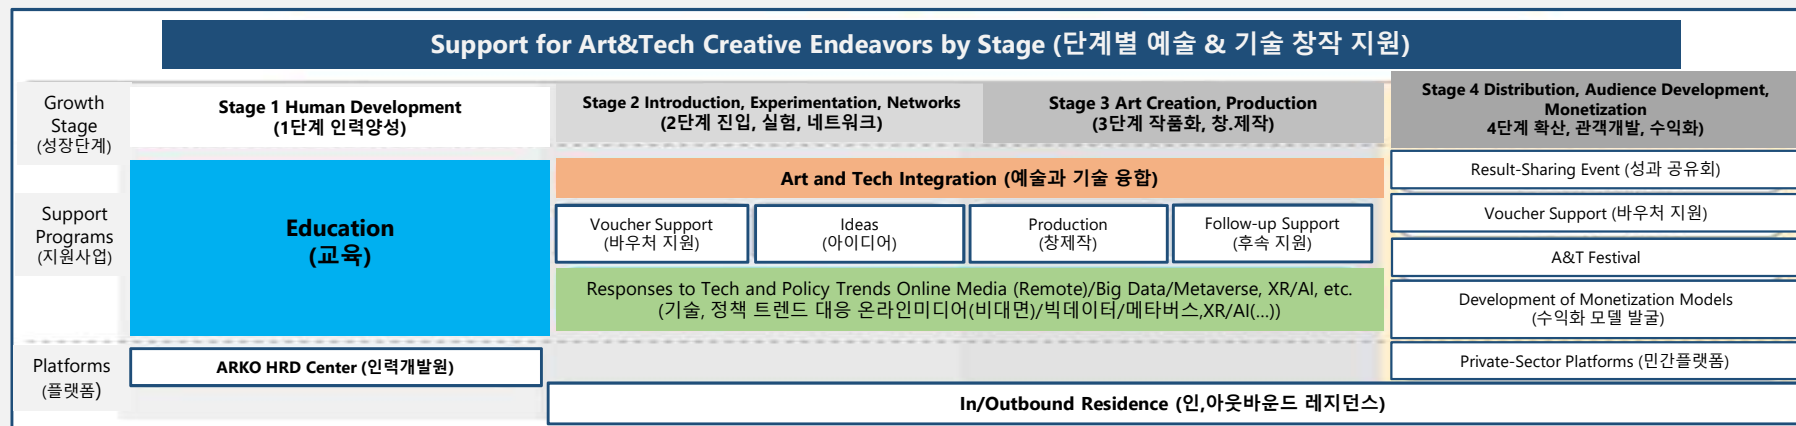 Support for Art&Tech Creative Endeavors by Stage (단계별 예술 & 기술 창작 지원)
Growth
Stage
(성장단계)
Stage 1 Human Development
(1단계 인력양성)
Stage 2 Introduction, Experimentation, Networks
(2단계 진입, 실험, 네트워크)
Stage 3 Art Creation, Production
(3단계 작품화, 창.제작)
Stage 4 Distribution, Audience Development,
Monetization
4단계 확산, 관객개발, 수익화)
Support
Programs
(지원사업)
Education
(교육)
Art and Tech Integration (예술과 기술 융합)
Voucher Support
(바우처 지원)
Ideas
(아이디어)
Production
(창제작)
Follow-up Support
(후속 지원)
Responses to Tech and Policy Trends Online Media (Remote)/Big Data/Metaverse, XR/AI, etc.
(기술, 정책 트렌드 대응 온라인미디어(비대면)/빅데이터/메타버스,XR/AI(...))
Result-Sharing Event (성과 공유회)
Voucher Support (바우처 지원)
A&T Festival
Development of Monetization Models
(수익화 모델 발굴)
Platforms
(플랫폼)
ARKO HRD Center (인력개발원)
Private-Sector Platforms (민간플랫폼)
In/Outbound Residence (인,아웃바운드 레지던스)